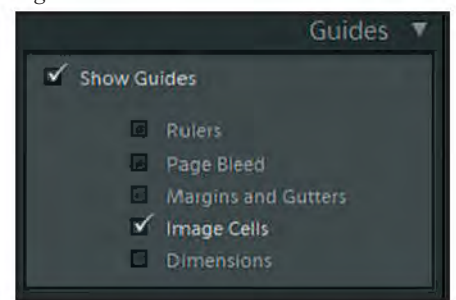 Guides
Show Guides
Rulers
Page Bleed
Margins and Gutters
Image Cells
Dimensions